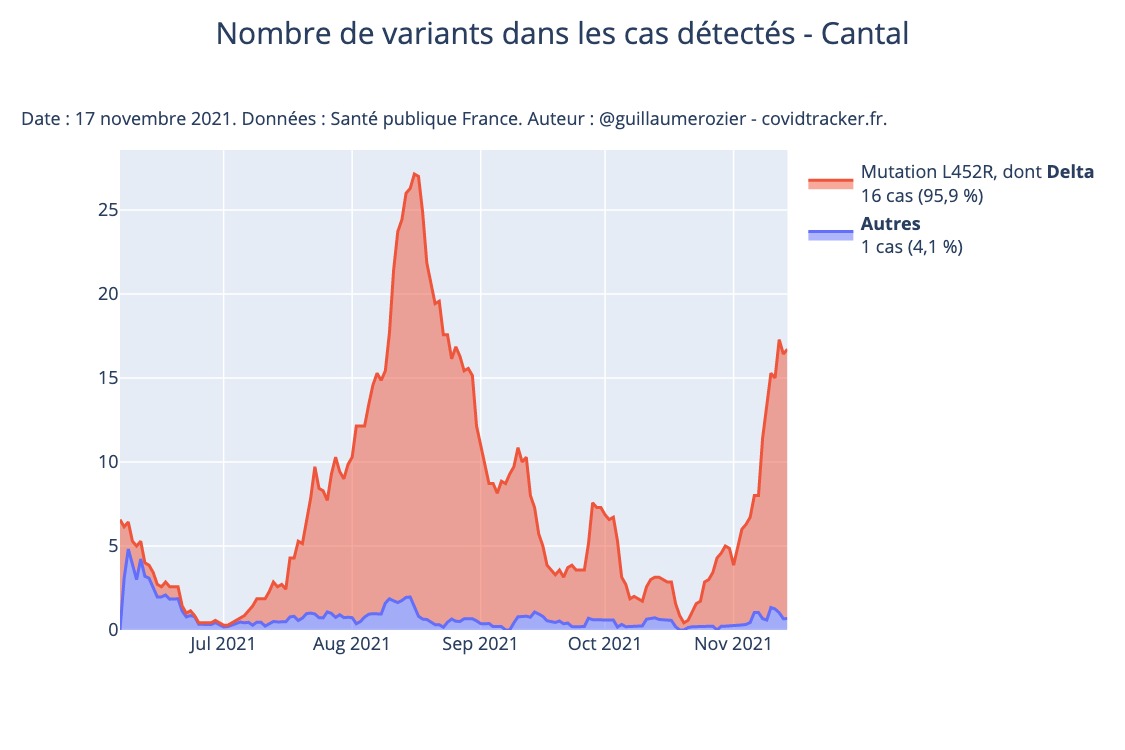 Nombre de variants dans les cas détectés - Cantal
Date : 17 novembre 2021. Données : Santé publique France. Auteur : @guillaumerozier - covidtracker.fr.
Mutation L452R, dont Delta
16 cas (95,9 %)
Autres
1 cas (4,1 %)
25
20
15
10
5
0
Jul 2021
Aug 2021
Sep 2021
Oct 2021
Nov 2021